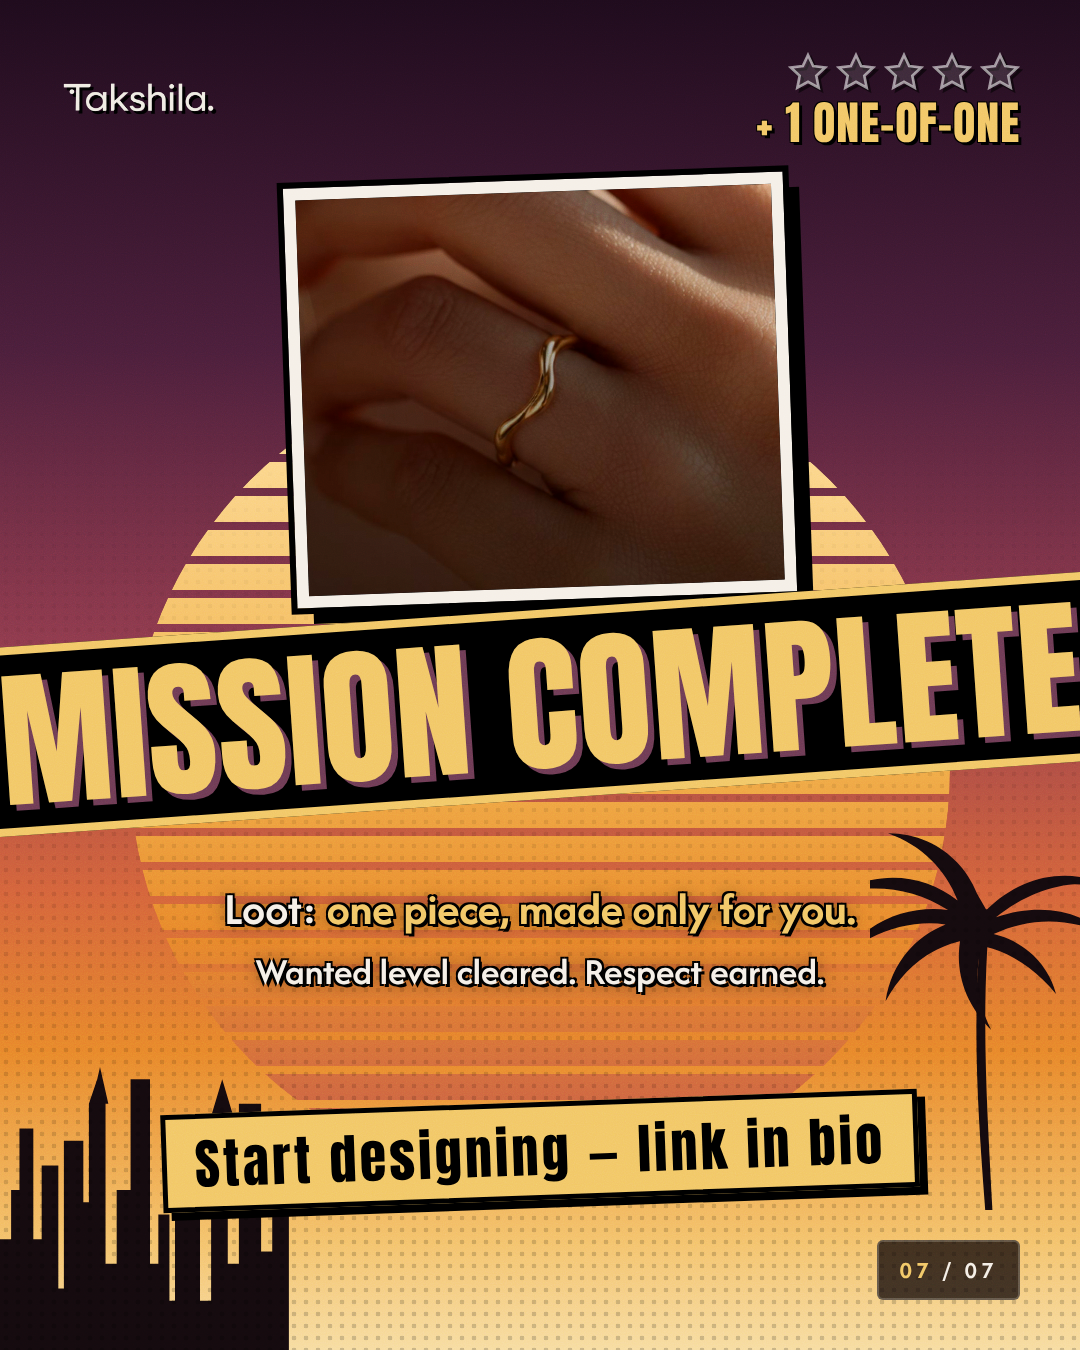 Takshila.
+ 1 ONE-OF-ONE
MISSION COMPLETE
Loot: one piece, made only for you.
Wanted level cleared. Respect earned.
Start designing – link in bio
07 / 07